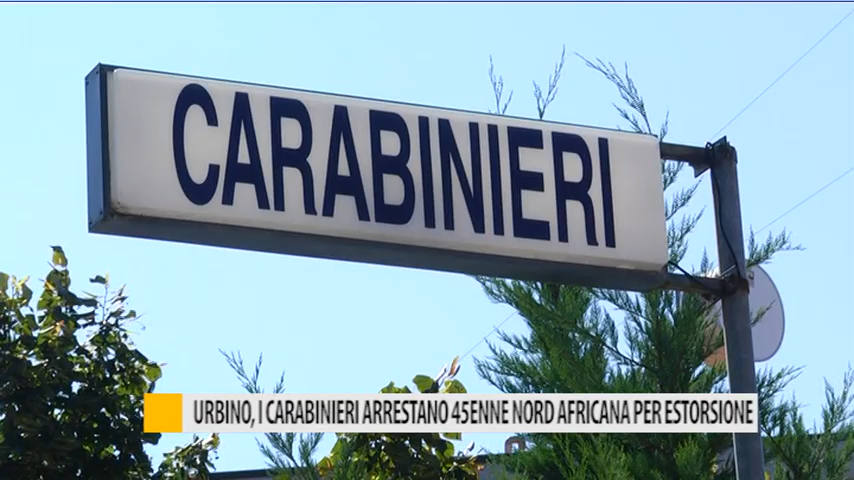 CARABINIERI
URBINO, I CARABINIERI ARRESTANO 45ENNE NORD AFRICANA PER ESTORSIONE